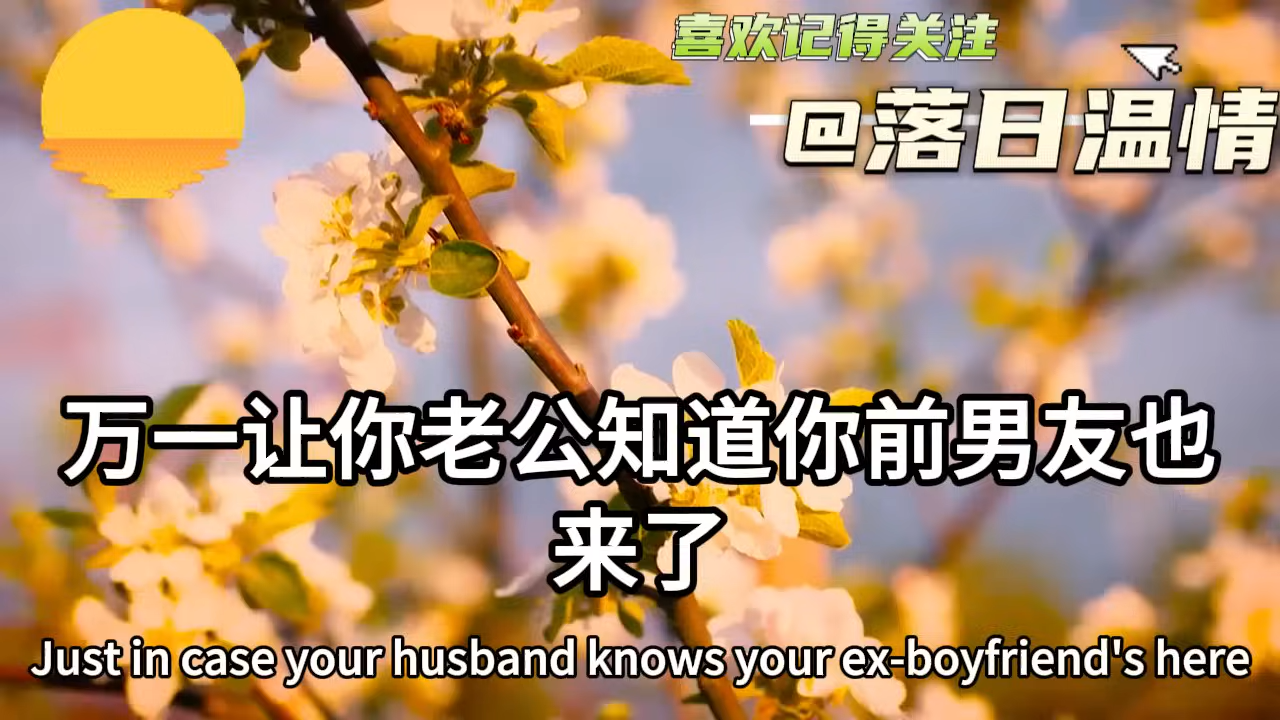 喜欢记得关注
@落日温情
万一让你老公知道你前男友也
来了
Just in case your husband knows your ex-boyfriend's here